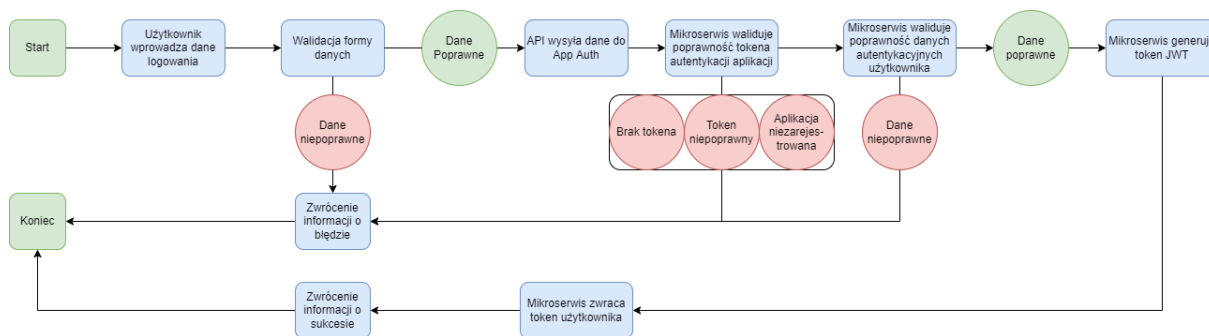 Start
Użytkownik
wprowadza dane
logowania
Walidacja formy
danych
Dane
Poprawne
API wysyła dane do
App Auth
Mikroserwis waliduje
poprawność tokena
autentykacji aplikacji
Mikroserwis waliduje
poprawność danych
autentykacyjnych
użytkownika
Dane
poprawne
Mikroserwis generuje
token JWT
Dane
niepoprawne
Brak tokena
Token
niepoprawny
Aplikacja
niezarejes-
trowana
Dane
niepoprawne
Koniec
Zwrócenie
informacji o
błędzie
Zwrócenie
informacji o
sukcesie
Mikroserwis zwraca
token użytkownika